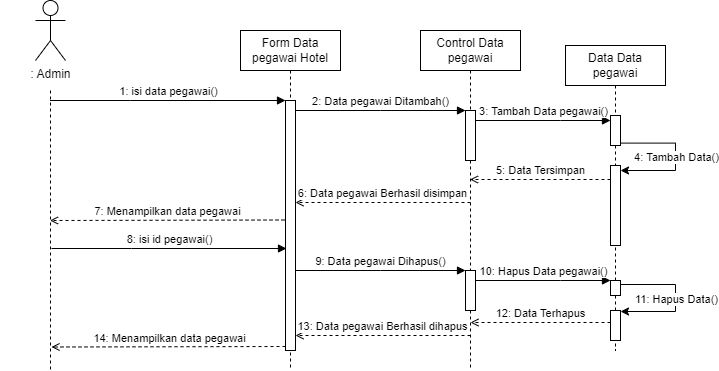 : Admin
Form Data
pegawai Hotel
Control Data
pegawai
Data Data
pegawai
1: isi data pegawai()
2: Data pegawai Ditambah()
3: Tambah Data pegawai()
4: Tambah Data()
5: Data Tersimpan
6: Data pegawai Berhasil disimpan
7: Menampilkan data pegawai
8: isi id pegawai()
9: Data pegawai Dihapus()
10: Hapus Data pegawai()
11: Hapus Data()
12: Data Terhapus
13: Data pegawai Berhasil dihapus
14: Menampilkan data pegawai